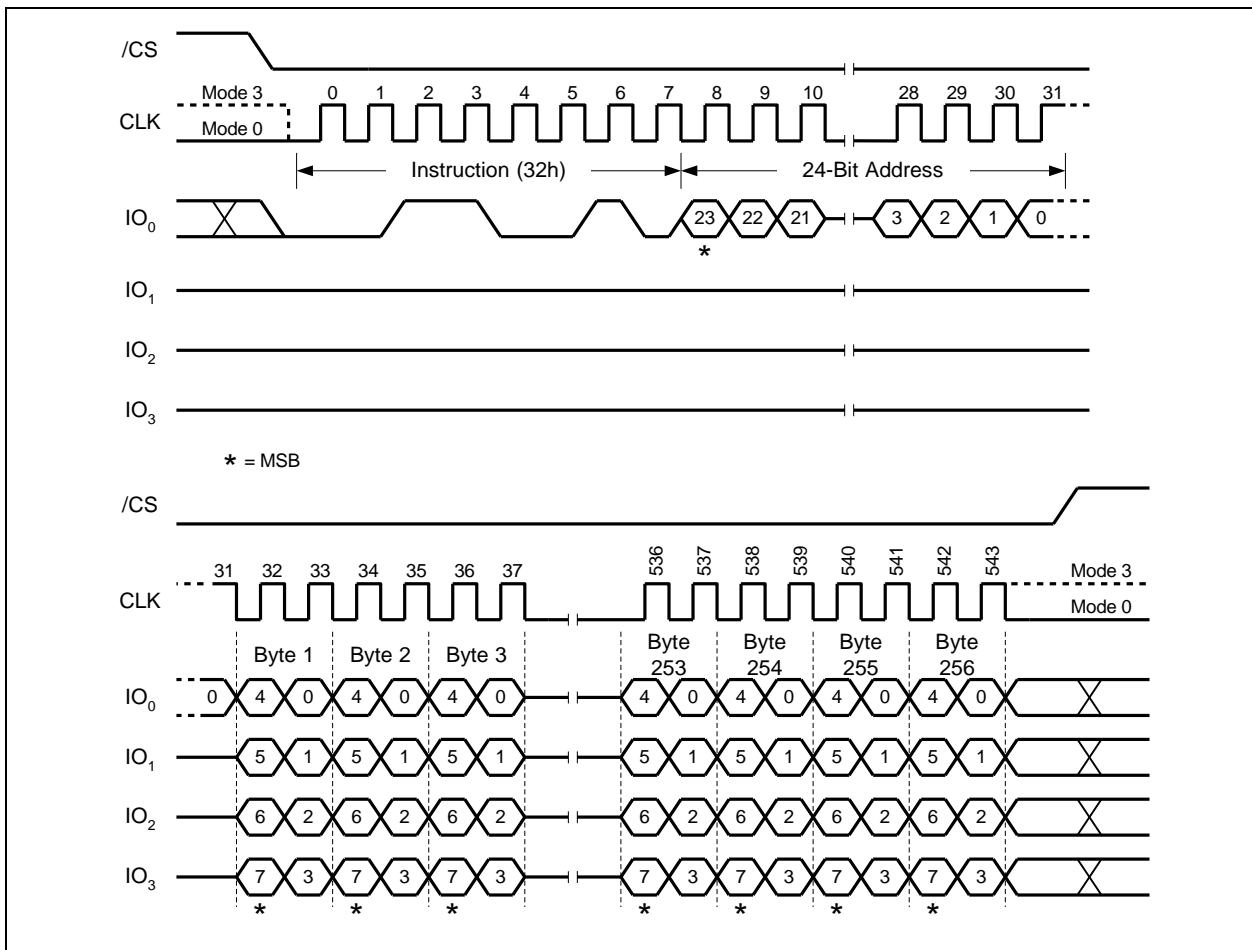 /CS
Mode 3
0 1 2 3 4 5 6 7 8 9 10 28 29 30 31
CLK
Mode 0
Instruction (32h) 24-Bit Address
IO0 23 22 21 3 2 1 0
*
IO1
IO2
IO3
* = MSB
/CS
31 32 33 34 35 36 37 536 537 538 539 540 541 542 543
Mode 3
CLK
Mode 0
Byte 1 Byte 2 Byte 3 Byte 253 Byte 254 Byte 255 Byte 256
IO0 0 4 0 4 0 4 0 4 0 4 0 4 0 4 0
IO1 5 1 5 1 5 1 5 1 5 1 5 1 5 1
IO2 6 2 6 2 6 2 6 2 6 2 6 2 6 2
IO3 7 3 7 3 7 3 7 3 7 3 7 3 7 3
* * * * * * *